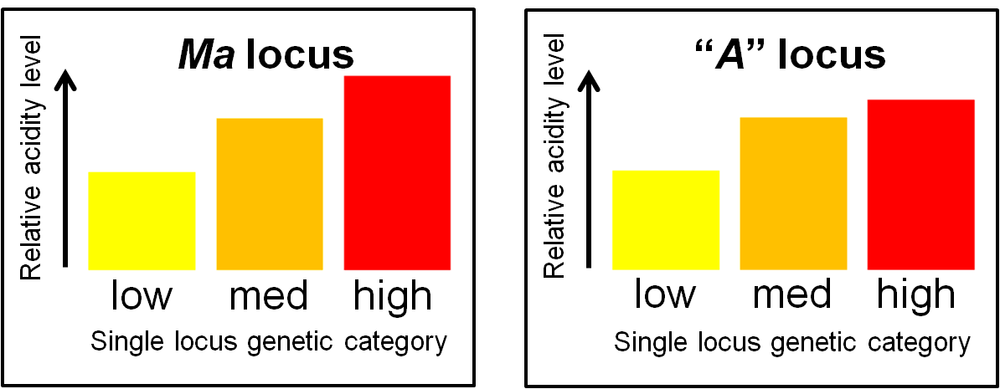 Ma locus
Relative acidity level
low med high
Single locus genetic category
“A” locus
Relative acidity level
low med high
Single locus genetic category